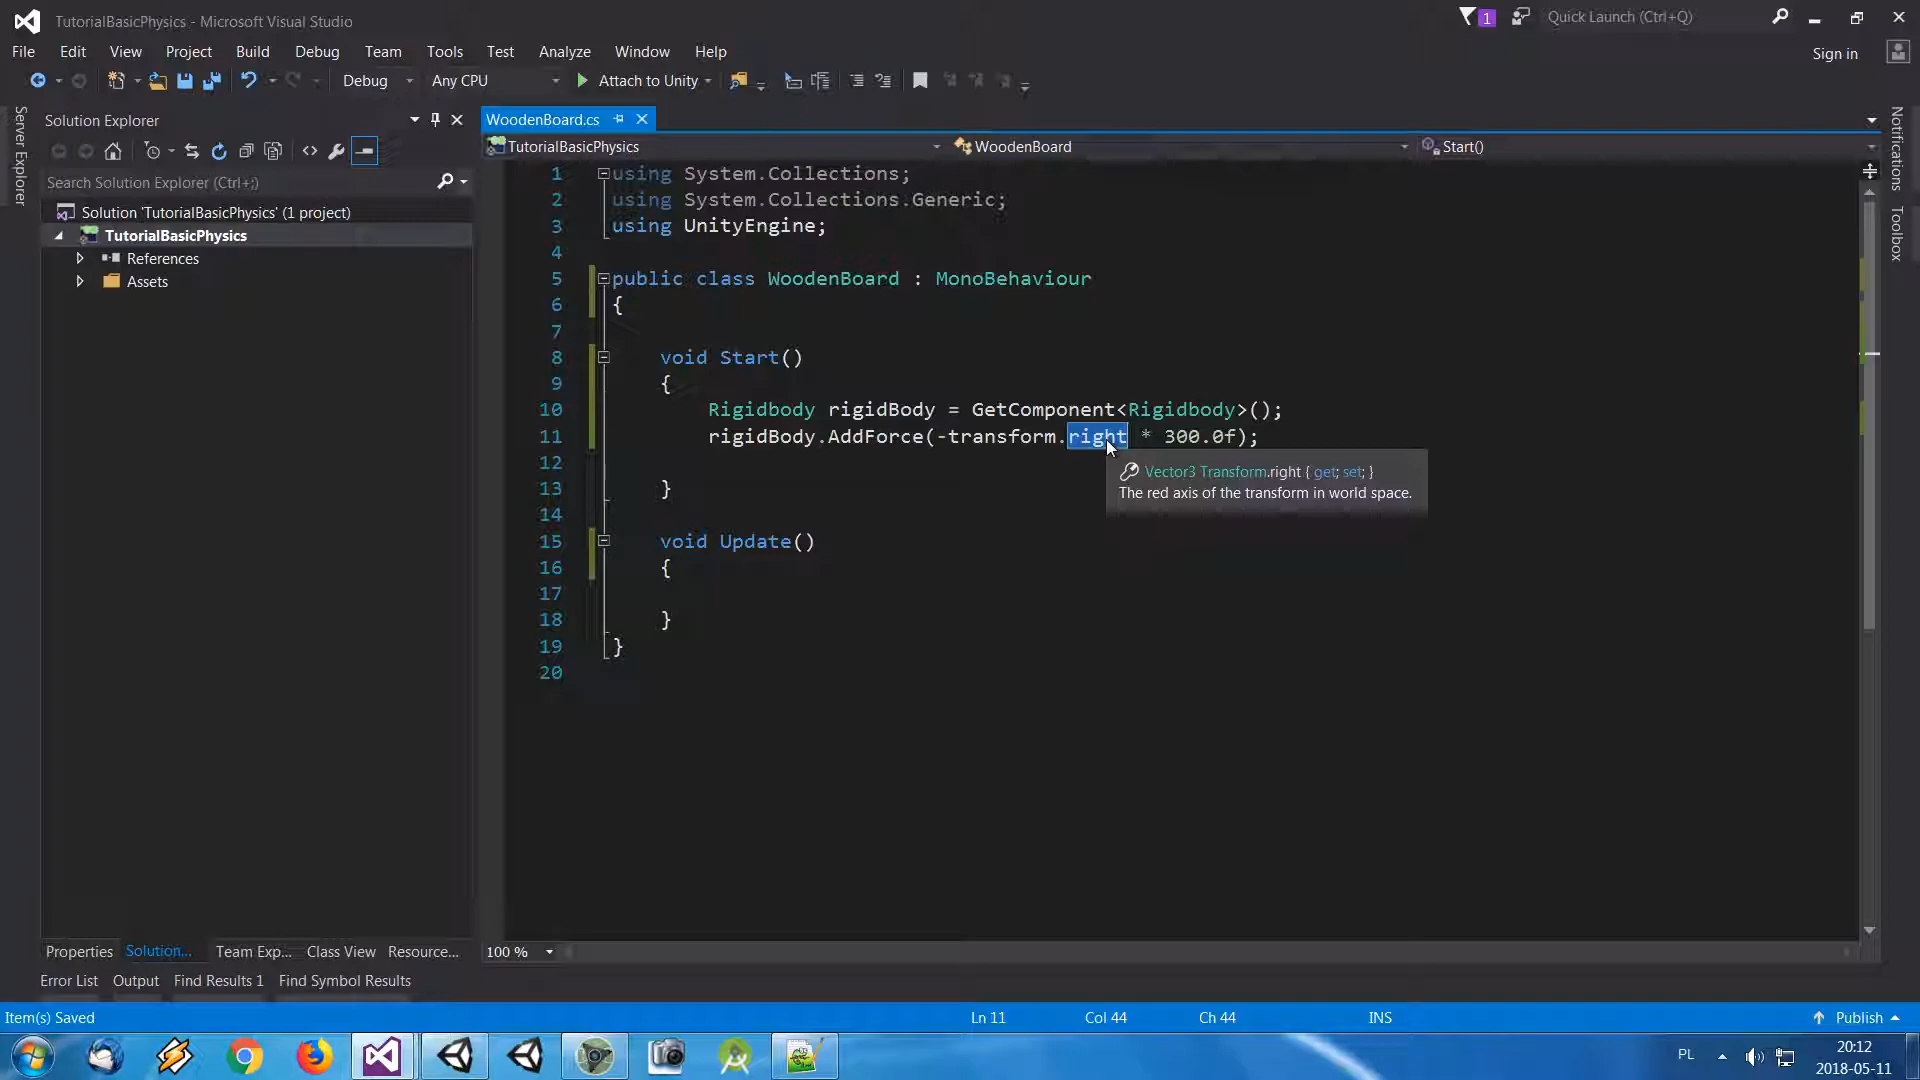 TutorialBasicPhysics - Microsoft Visual Studio
1
Quick Launch (Ctrl+Q)
File Edit View Project Build Debug Team Tools Test Analyze Window Help
Sign in
Debug Any CPU Attach to Unity
Server Explorer
Solution Explorer
Search Solution Explorer (Ctrl+;)
Solution 'TutorialBasicPhysics' (1 project)
TutorialBasicPhysics
References
Assets
WoodenBoard.cs
TutorialBasicPhysics WoodenBoard Start()
1 using System.Collections;
2 using System.Collections.Generic;
3 using UnityEngine;
4
5 public class WoodenBoard : MonoBehaviour
6 {
7
8 void Start()
9 {
10 Rigidbody rigidBody = GetComponent<Rigidbody>();
11 rigidBody.AddForce(-transform.right * 300.0f);
12
13 }
14
15 void Update()
16 {
17
18 }
19 }
20
Vector3 Transform.right { get; set; }
The red axis of the transform in world space.
Notifications
Toolbox
Properties Solution... Team Exp... Class View Resource...
100 %
Error List Output Find Results 1 Find Symbol Results
Item(s) Saved Ln 11 Col 44 Ch 44 INS Publish
PL
20:12
2018-05-11